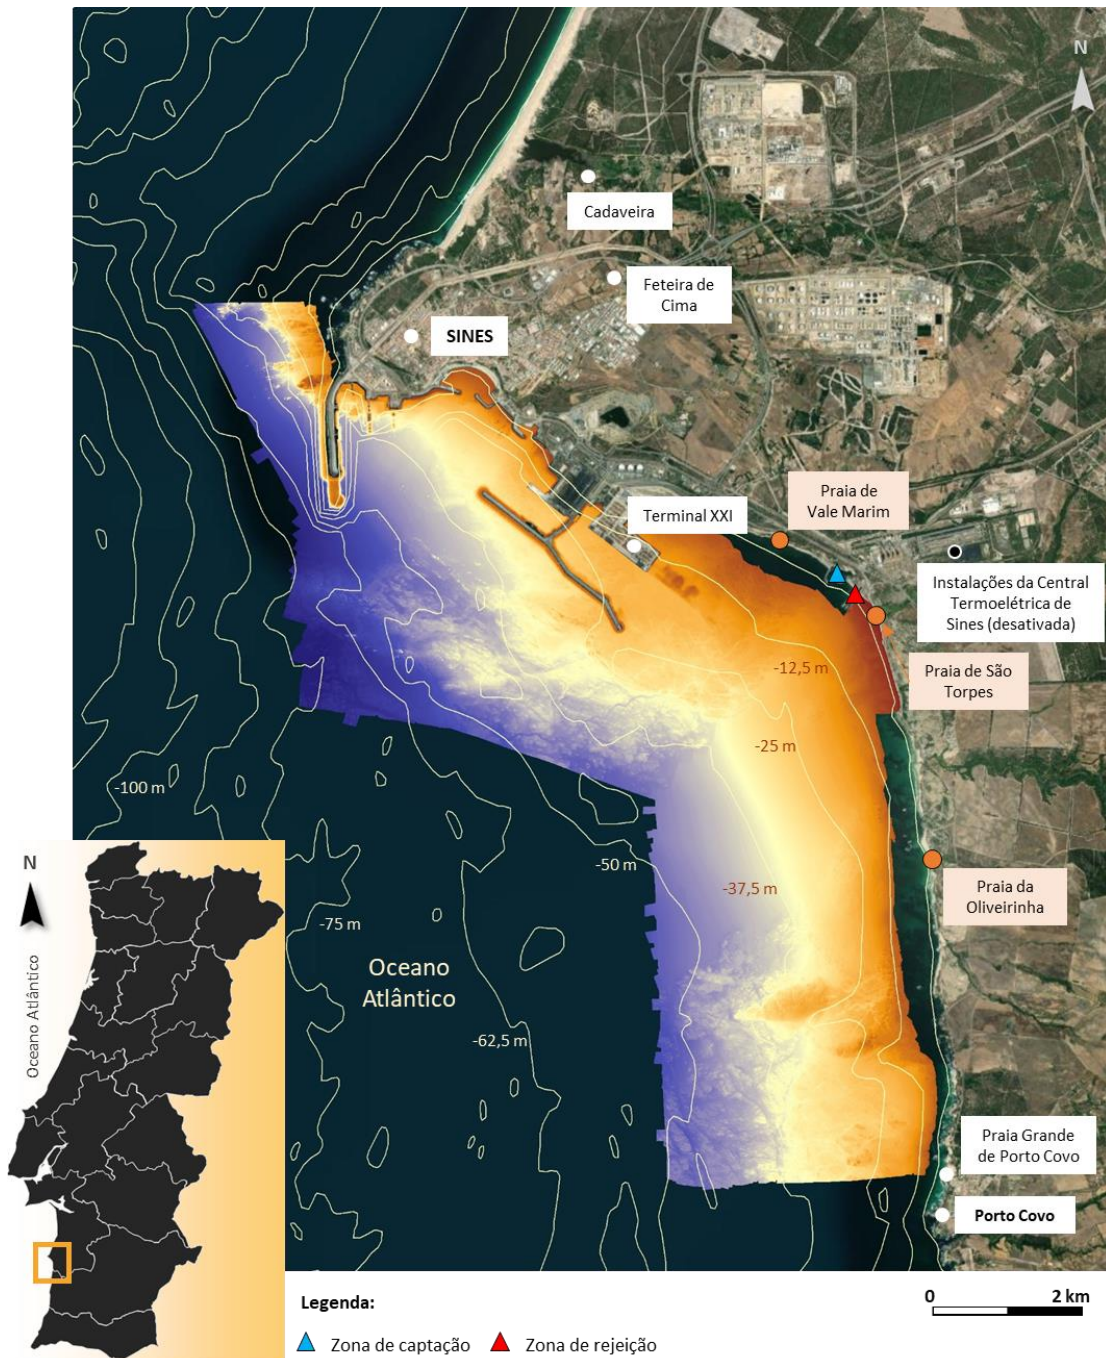 N
Cadaveira
Feteira de
Cima
SINES
Terminal XXI
Praia de
Vale Marim
Instalações da Central
Termoelétrica de
Sines (desativada)
Praia de São
Torpes
-12,5 m
-25 m
-100 m
-50 m
-37,5 m
Praia da
Oliveirinha
-75 m
Oceano
Atlântico
-62,5 m
N
Oceano Atlântico
Praia Grande
de Porto Covo
Porto Covo
Legenda:
0 2 km
Zona de captação Zona de rejeição